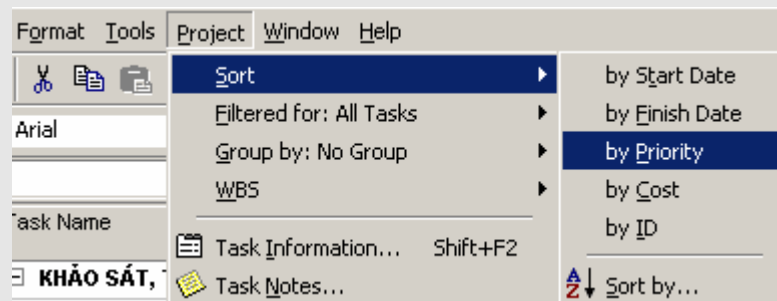 Format Tools Project Window Help
Sort
by Start Date
Filtered for: All Tasks
by Finish Date
Arial
Group by: No Group
by Priority
WBS
by Cost
Task Name
by ID
Task Information... Shift+F2
KHẢO SÁT,
Task Notes...
Sort by...